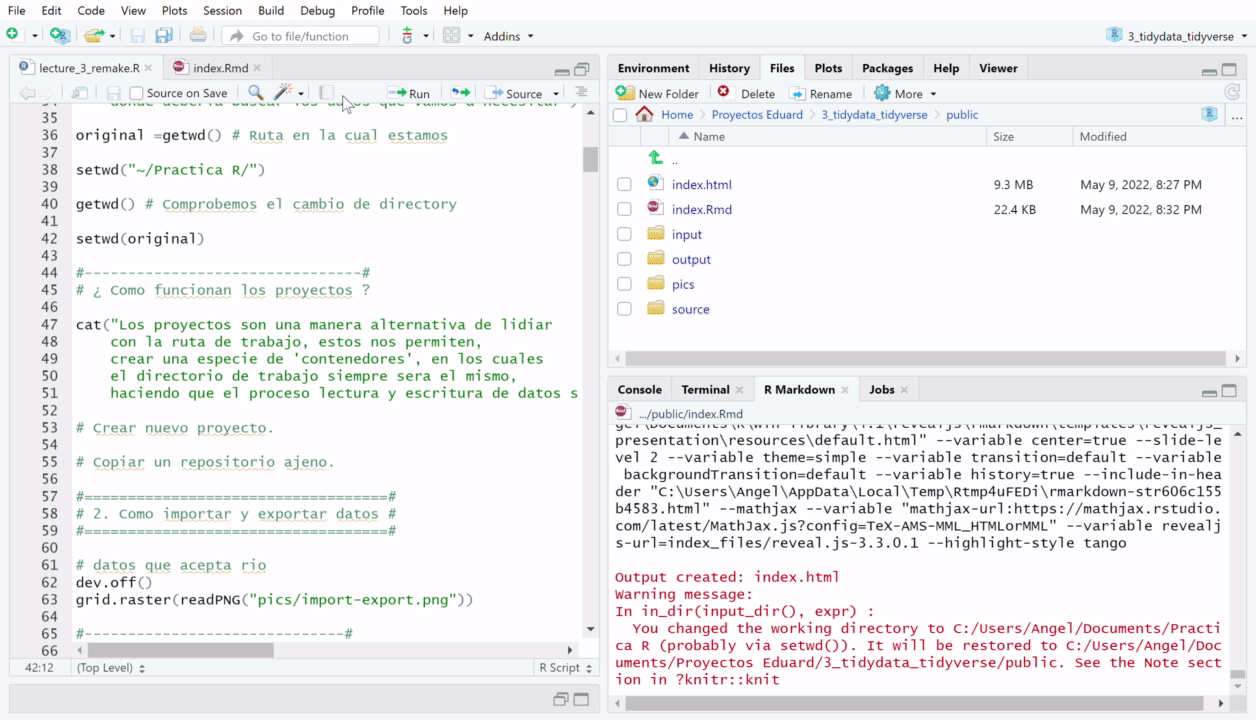 File Edit Code View Plots Session Build Debug Profile Tools Help
Go to file/function
Addins
3_tidydata_tidyverse
lecture_3_remake.R
index.Rmd
Source on Save
Run
Source
35
36 original =getwd() # Ruta en la cual estamos
37
38 setwd("~/Practica R/")
39
40 getwd() # Comprobemos el cambio de directory
41
42 setwd(original)
43
44 #--------------------------------#
45 # ¿ Como funcionan los proyectos ?
46
47 cat("Los proyectos son una manera alternativa de lidiar
48 con la ruta de trabajo, estos nos permiten,
49 crear una especie de 'contenedores', en los cuales
50 el directorio de trabajo siempre sera el mismo,
51 haciendo que el proceso lectura y escritura de datos s
52
53 # Crear nuevo proyecto.
54
55 # Copiar un repositorio ajeno.
56
57 #===================================#
58 # 2. Como importar y exportar datos #
59 #===================================#
60
61 # datos que acepta rio
62 dev.off()
63 grid.raster(readPNG("pics/import-export.png"))
64
65 #------------------------------#
66
42:12 (Top Level) R Script
Environment History Files Plots Packages Help Viewer
New Folder Delete Rename More
Home Proyectos Eduard 3_tidydata_tidyverse public ...
Name Size Modified
..
index.html 9.3 MB May 9, 2022, 8:27 PM
index.Rmd 22.4 KB May 9, 2022, 8:32 PM
input
output
pics
source
Console Terminal R Markdown Jobs
.../public/index.Rmd
presentation\resources\default.html" --variable center=true --slide-le
vel 2 --variable theme=simple --variable transition=default --variable
backgroundTransition=default --variable history=true --include-in-hea
der "C:\Users\Angel\AppData\Local\Temp\Rtmp4uFEDi\rmarkdown-str606c155
b4583.html" --mathjax --variable "mathjax-url:https://mathjax.rstudio.
com/latest/MathJax.js?config=TeX-AMS-MML_HTMLorMML" --variable revealj
s-url=index_files/reveal.js-3.3.0.1 --highlight-style tango
Output created: index.html
Warning message:
In in_dir(input_dir(), expr) :
You changed the working directory to C:/Users/Angel/Documents/Practi
ca R (probably via setwd()). It will be restored to C:/Users/Angel/Doc
uments/Proyectos Eduard/3_tidydata_tidyverse/public. See the Note sect
ion in ?knitr::knit